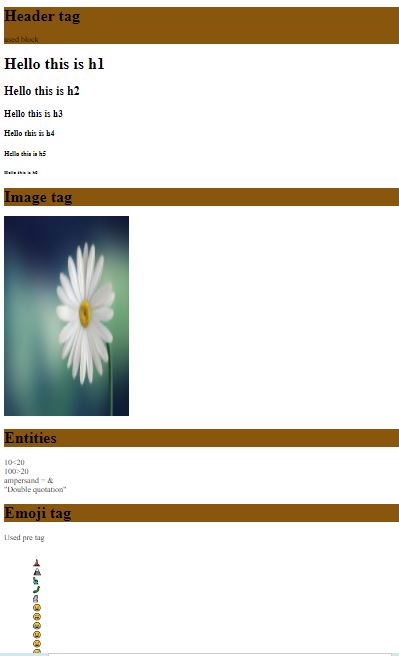 Header tag
used block
Hello this is h1
Hello this is h2
Hello this is h3
Hello this is h4
Hello this is h5
Hello this is h6
Image tag
Entities
10<20
100>20
ampersand = &
"Double quotation"
Emoji tag
Used pre tag